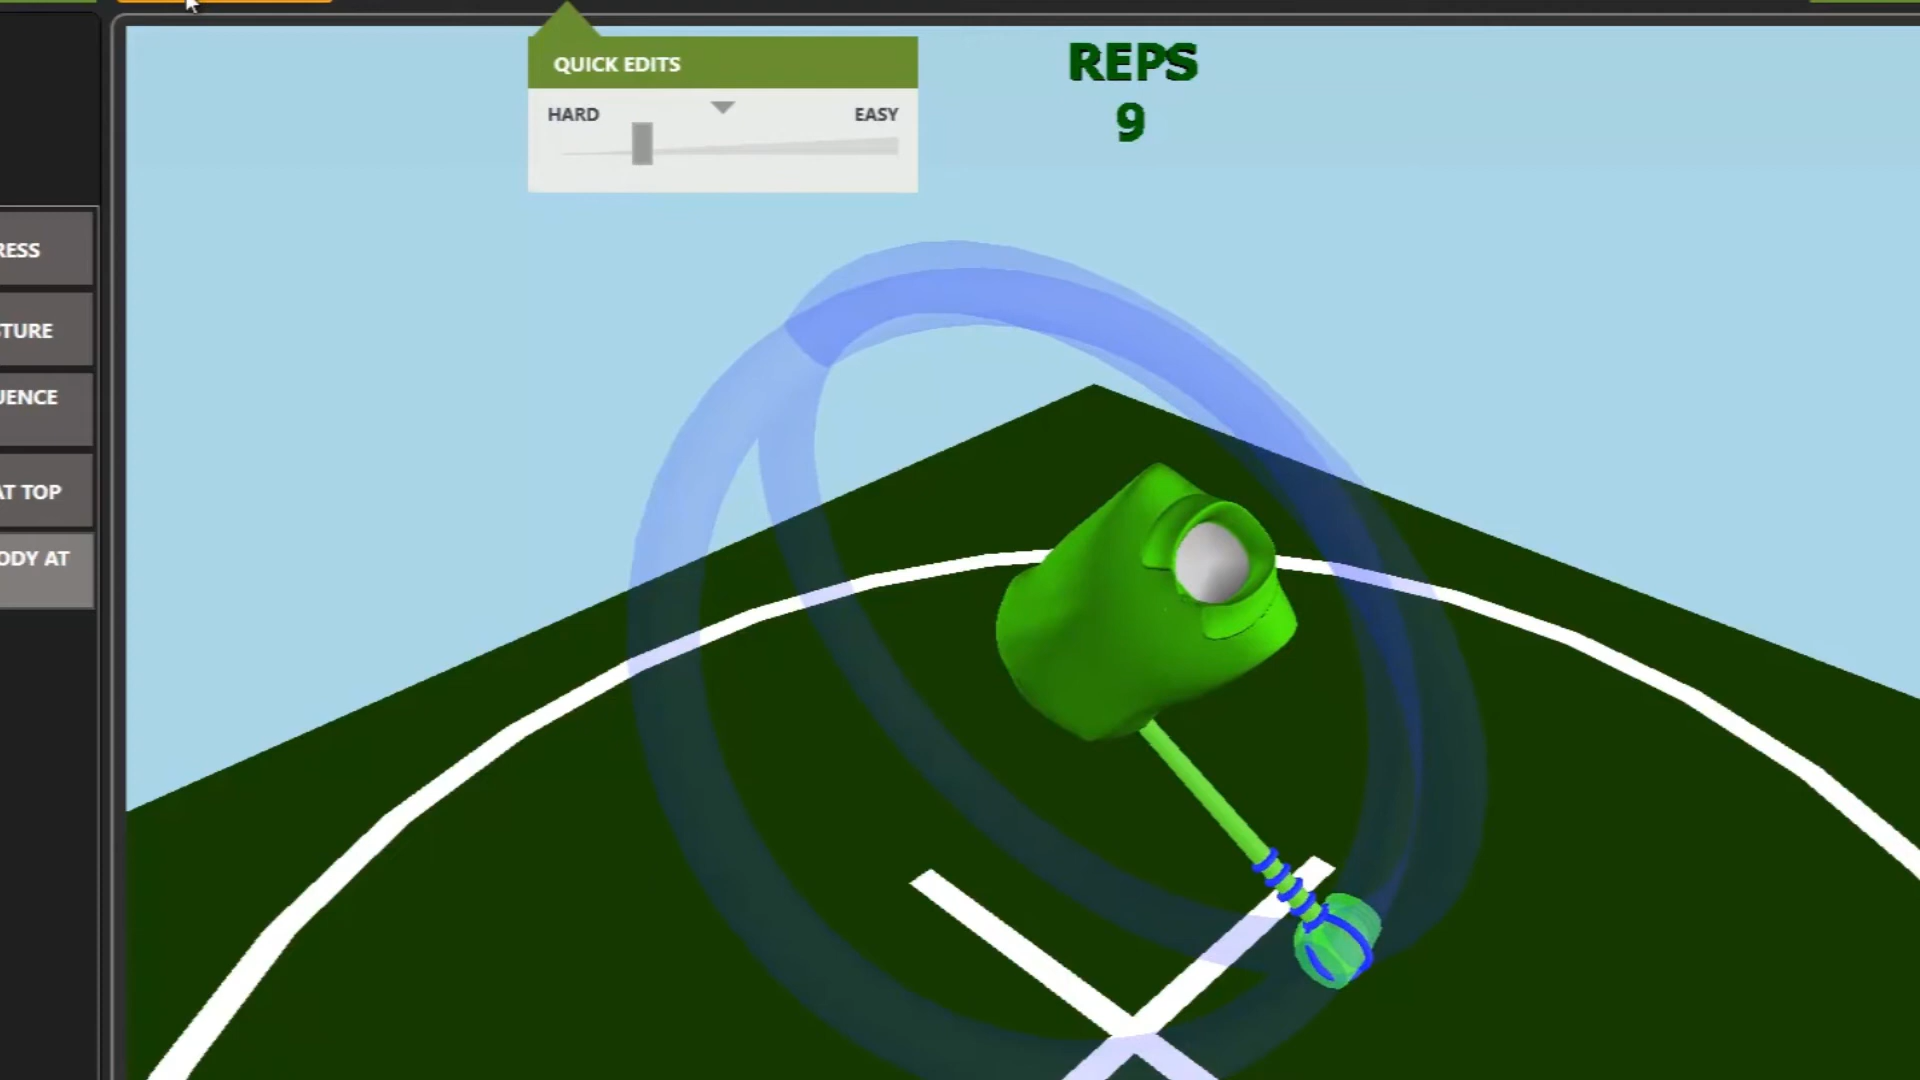 QUICK EDITS
HARD
EASY
REPS
9
RESS
TURE
UENCE
AT TOP
ODY AT